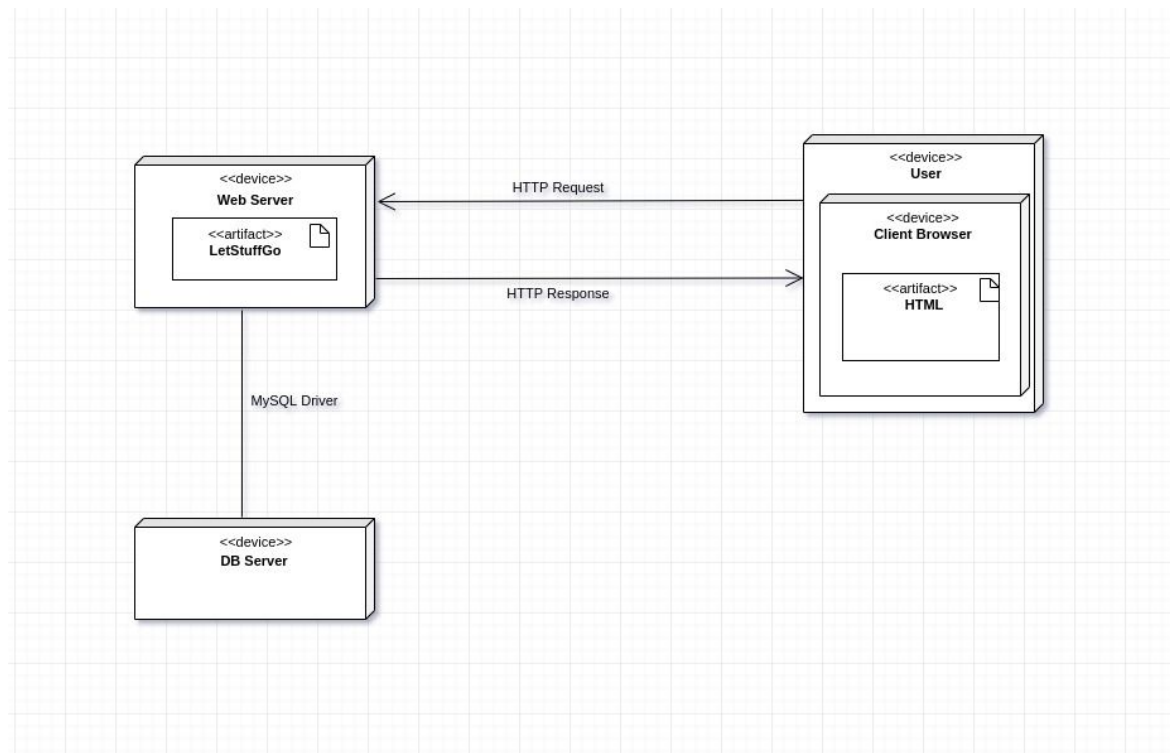 <<device>>
Web Server
<<artifact>>
LetStuffGo
HTTP Request
HTTP Response
<<device>>
User
<<device>>
Client Browser
<<artifact>>
HTML
MySQL Driver
<<device>>
DB Server